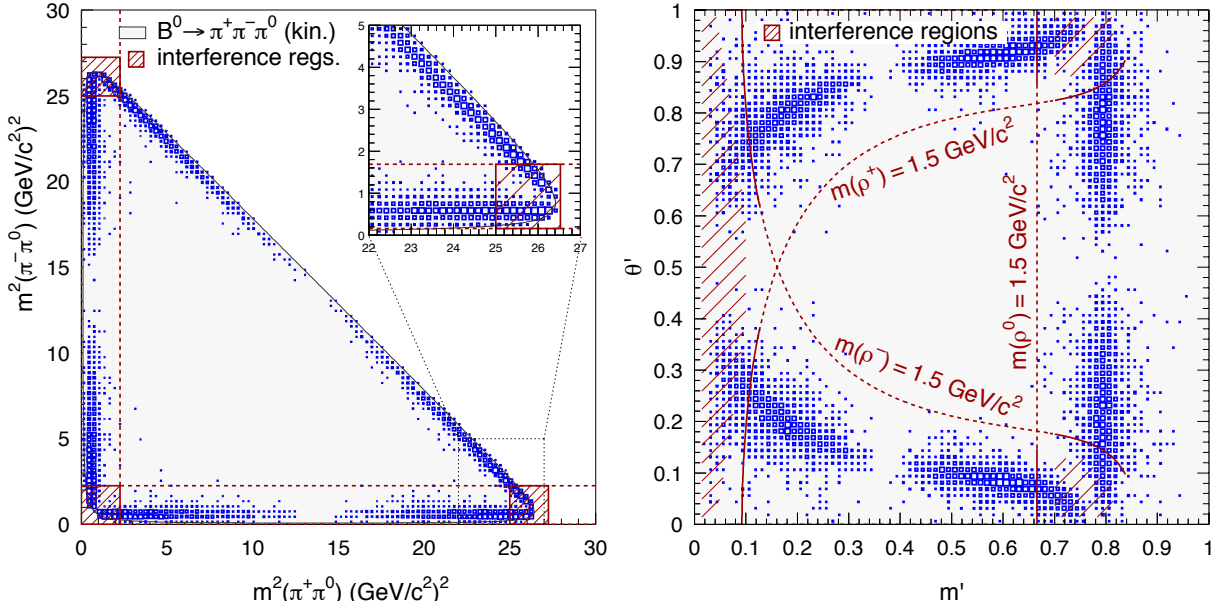 B⁰→π⁺π⁻π⁰ (kin.)
interference regs.
m²(π⁻π⁰) (GeV/c²)²
30
25
20
15
10
5
0
0 5 10 15 20 25 30
m²(π⁺π⁰) (GeV/c²)²
5
4
3
2
1
0
22 23 24 25 26 27
interference regions
θ'
1
0.9
0.8
0.7
0.6
0.5
0.4
0.3
0.2
0.1
0
0 0.1 0.2 0.3 0.4 0.5 0.6 0.7 0.8 0.9 1
m'
m(ρ⁺) = 1.5 GeV/c²
m(ρ⁰) = 1.5 GeV/c²
m(ρ⁻) = 1.5 GeV/c²